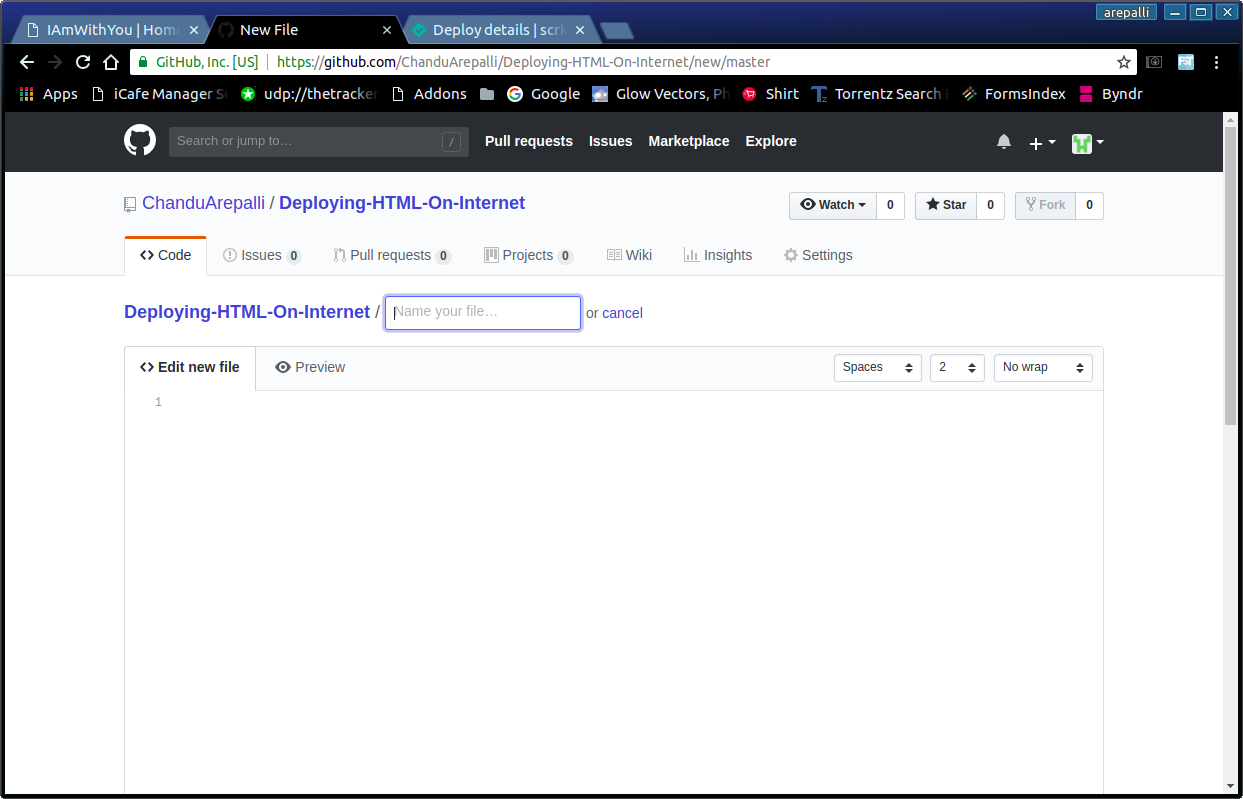 arepalli
IAmWithYou | Hom
New File
Deploy details | scrk
GitHub, Inc. [US] | https://github.com/ChanduArepalli/Deploying-HTML-On-Internet/new/master
Apps iCafe Manager S udp://thetracker Addons Google Glow Vectors, Ph Shirt Torrentz Search FormsIndex Byndr
Search or jump to… / Pull requests Issues Marketplace Explore
ChanduArepalli / Deploying-HTML-On-Internet Watch 0 Star 0 Fork 0
Code Issues 0 Pull requests 0 Projects 0 Wiki Insights Settings
Deploying-HTML-On-Internet / Name your file… or cancel
Edit new file Preview Spaces 2 No wrap
1